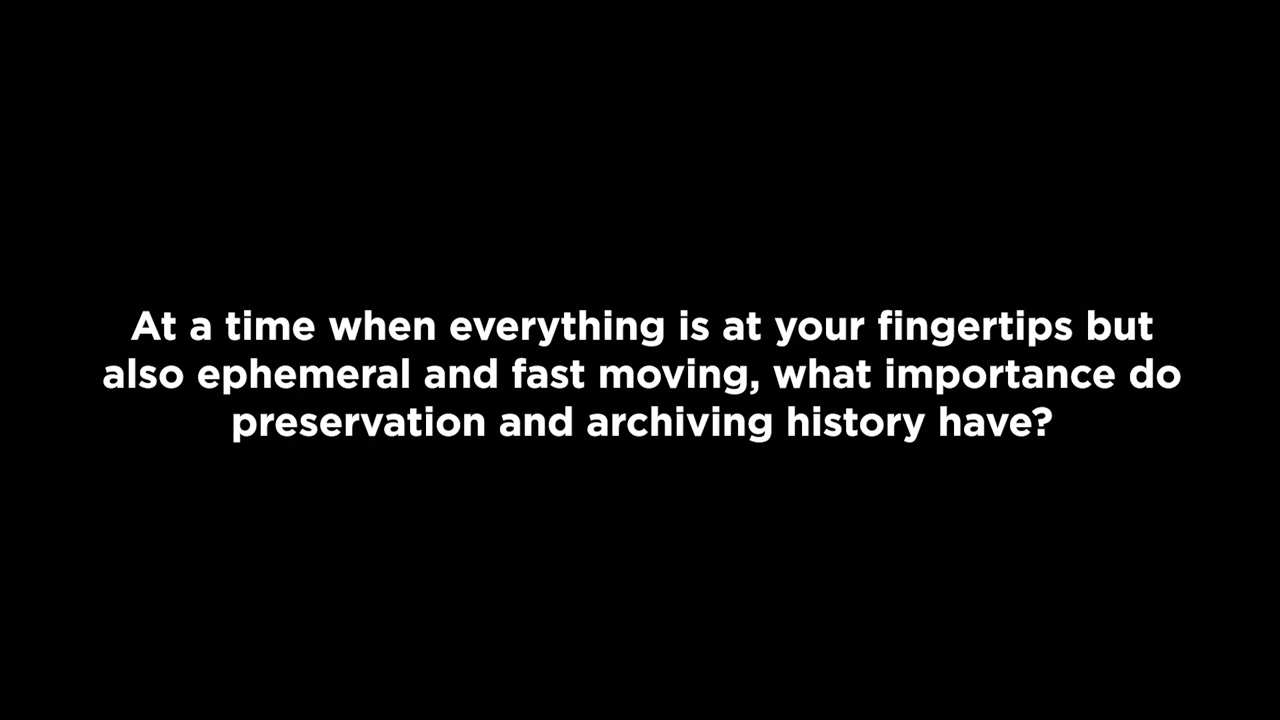 At a time when everything is at your fingertips but
also ephemeral and fast moving, what importance do
preservation and archiving history have?